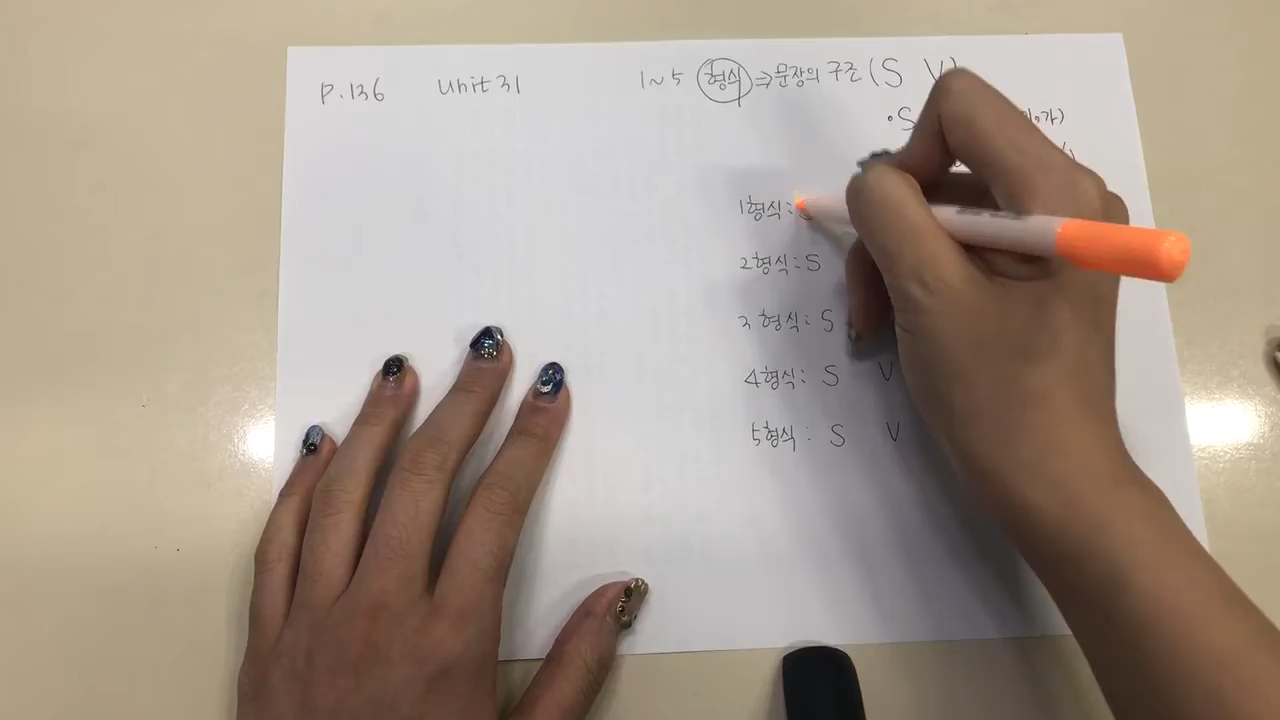 P.136 Unit 31 1~5 형식 ⇒ 문장의 구조 (S V)
•S 가)
1형식: S
2형식: S
3형식: S
4형식: S V
5형식: S V